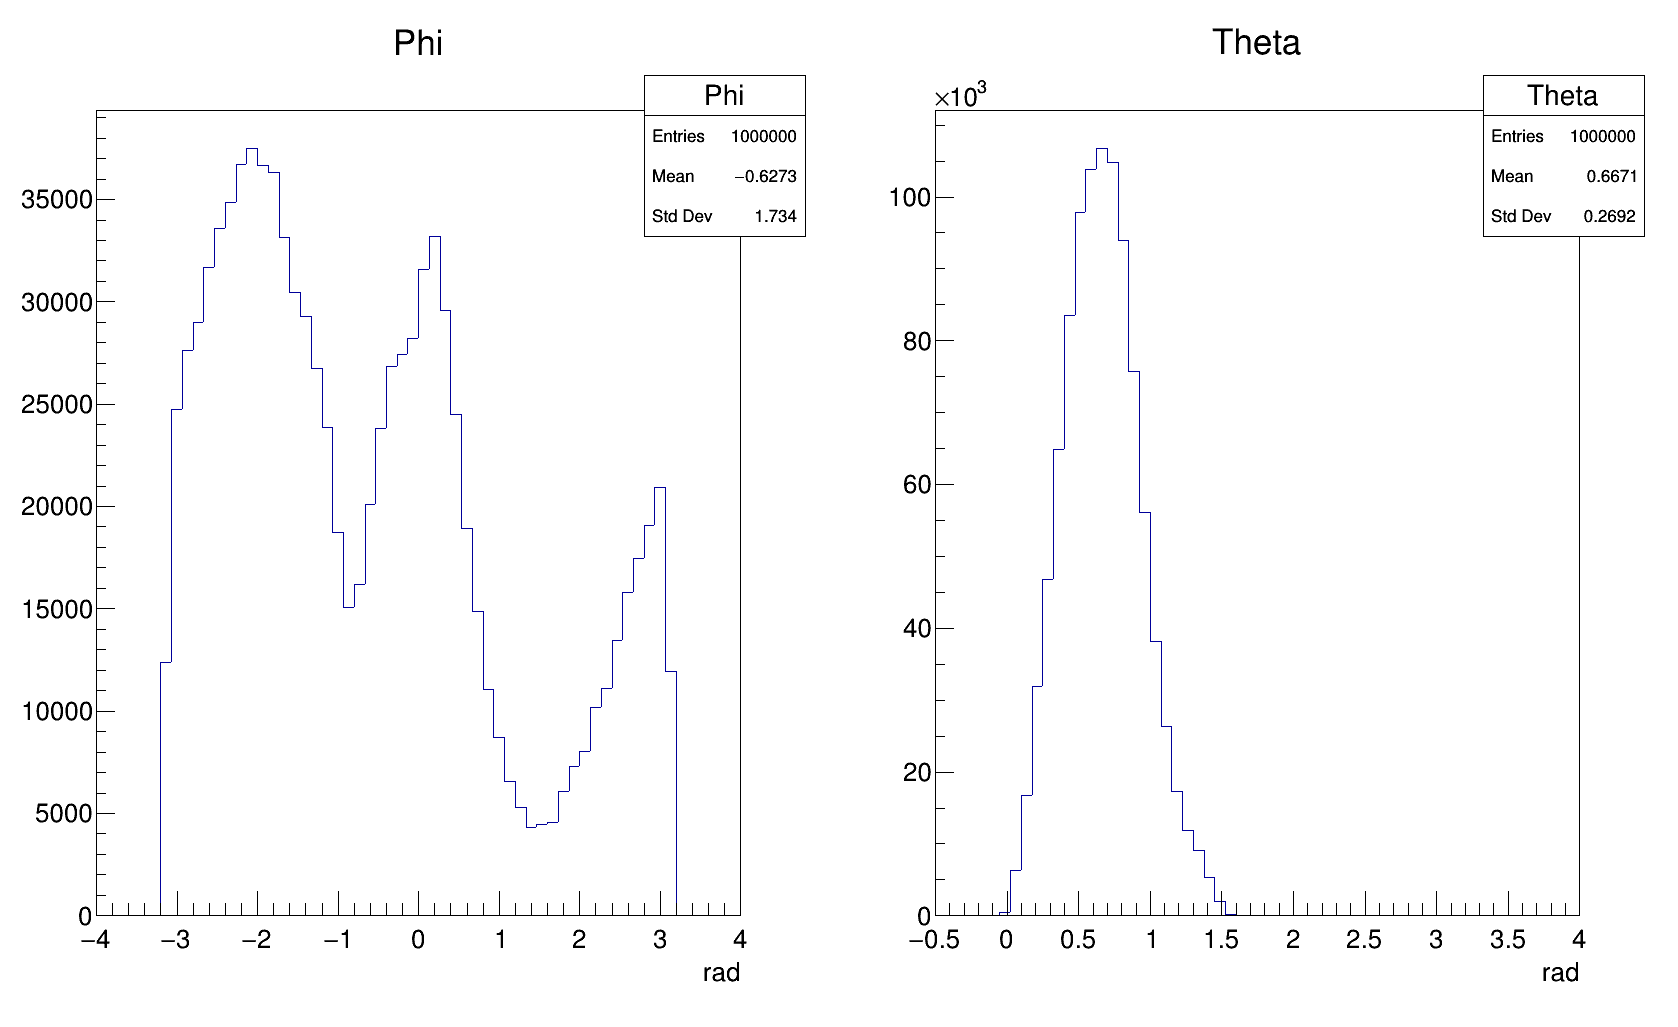 Phi
Phi
Entries 1000000
Mean −0.6273
Std Dev 1.734
35000
30000
25000
20000
15000
10000
5000
0
−4 −3 −2 −1 0 1 2 3 4
rad
Theta
×10³
Theta
Entries 1000000
Mean 0.6671
Std Dev 0.2692
100
80
60
40
20
0
−0.5 0 0.5 1 1.5 2 2.5 3 3.5 4
rad